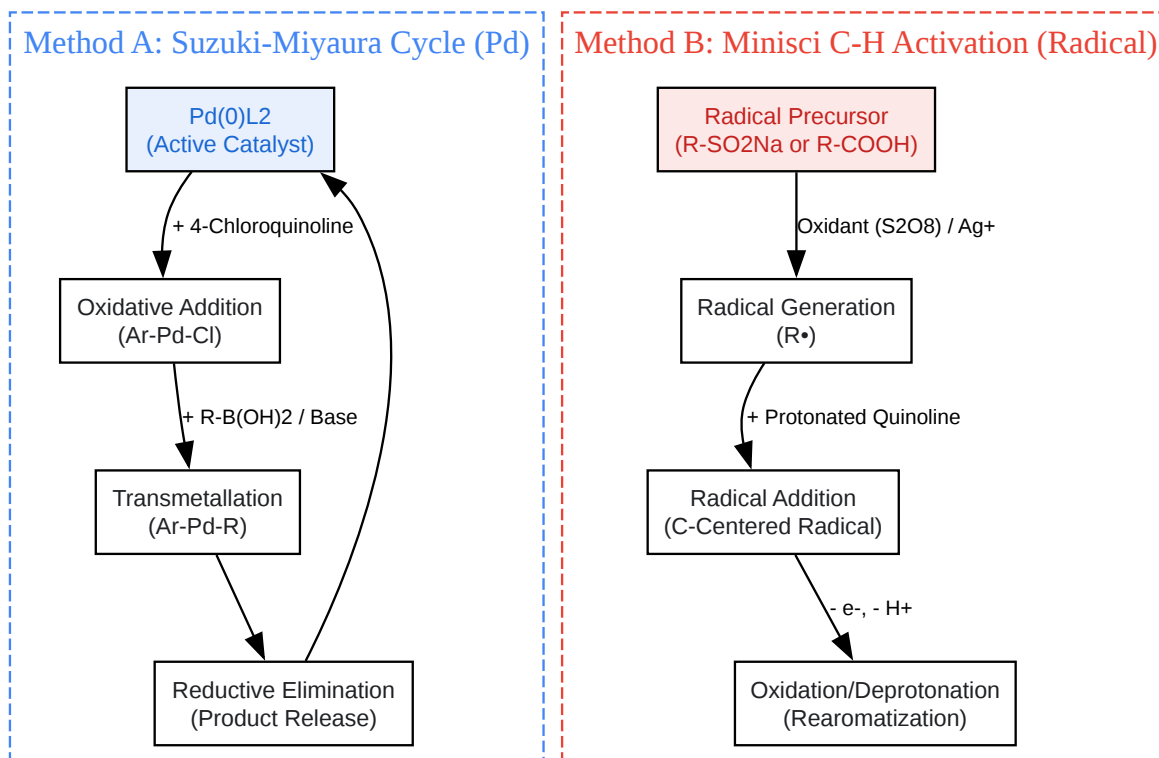 Method A: Suzuki-Miyaura Cycle (Pd)
Pd(0)L2
(Active Catalyst)
+ 4-Chloroquinoline
Oxidative Addition
(Ar-Pd-Cl)
+ R-B(OH)2 / Base
Transmetallation
(Ar-Pd-R)
Reductive Elimination
(Product Release)
Method B: Minisci C-H Activation (Radical)
Radical Precursor
(R-SO2Na or R-COOH)
Oxidant (S2O8) / Ag+
Radical Generation
(R•)
+ Protonated Quinoline
Radical Addition
(C-Centered Radical)
- e-, - H+
Oxidation/Deprotonation
(Rearomatization)